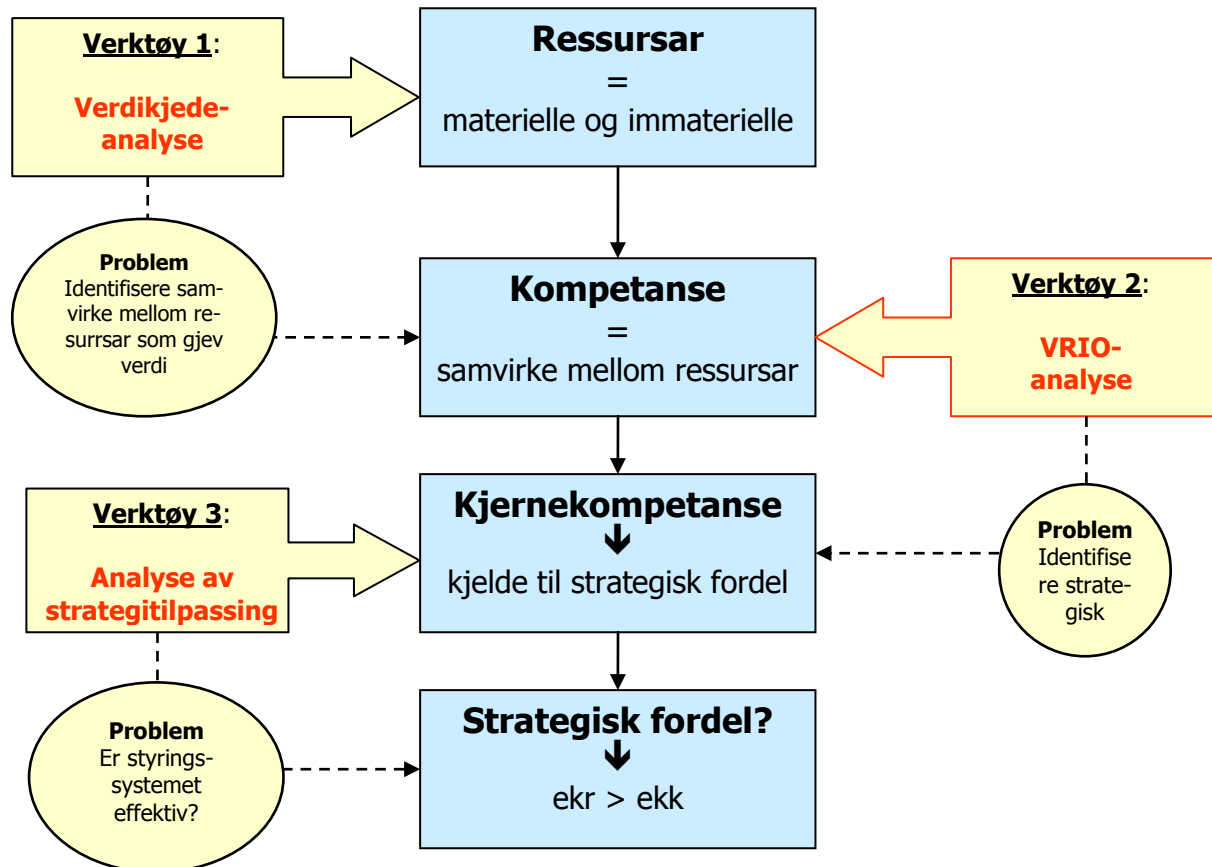 Verktøy 1:
Verdikjede-
analyse
Ressursar
=
materielle og immaterielle
Problem
Identifisere sam-
virke mellom re-
surrsar som gjev
verdi
Kompetanse
=
samvirke mellom ressursar
Verktøy 2:
VRIO-
analyse
Verktøy 3:
Analyse av
strategitilpassing
Kjernekompetanse
kjelde til strategisk fordel
Problem
Identifise
re strate-
gisk
Problem
Er styrings-
systemet
effektiv?
Strategisk fordel?
ekr > ekk